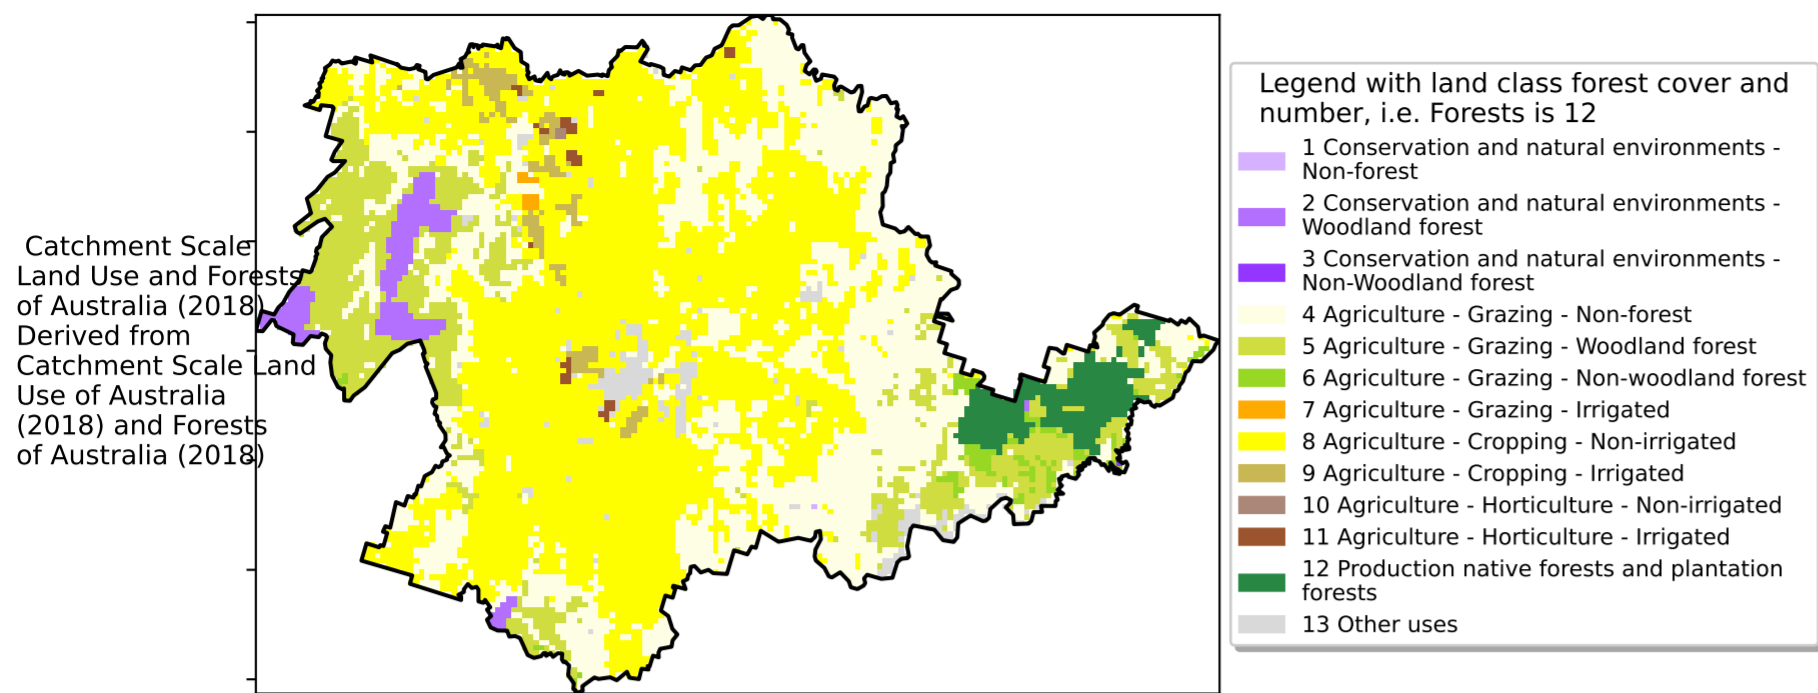 Catchment Scale
Land Use and Forests
of Australia (2018)
Derived from
Catchment Scale Land
Use of Australia
(2018) and Forests
of Australia (2018)
Legend with land class forest cover and
number, i.e. Forests is 12
1 Conservation and natural environments -
Non-forest
2 Conservation and natural environments -
Woodland forest
3 Conservation and natural environments -
Non-Woodland forest
4 Agriculture - Grazing - Non-forest
5 Agriculture - Grazing - Woodland forest
6 Agriculture - Grazing - Non-woodland forest
7 Agriculture - Grazing - Irrigated
8 Agriculture - Cropping - Non-irrigated
9 Agriculture - Cropping - Irrigated
10 Agriculture - Horticulture - Non-irrigated
11 Agriculture - Horticulture - Irrigated
12 Production native forests and plantation
forests
13 Other uses